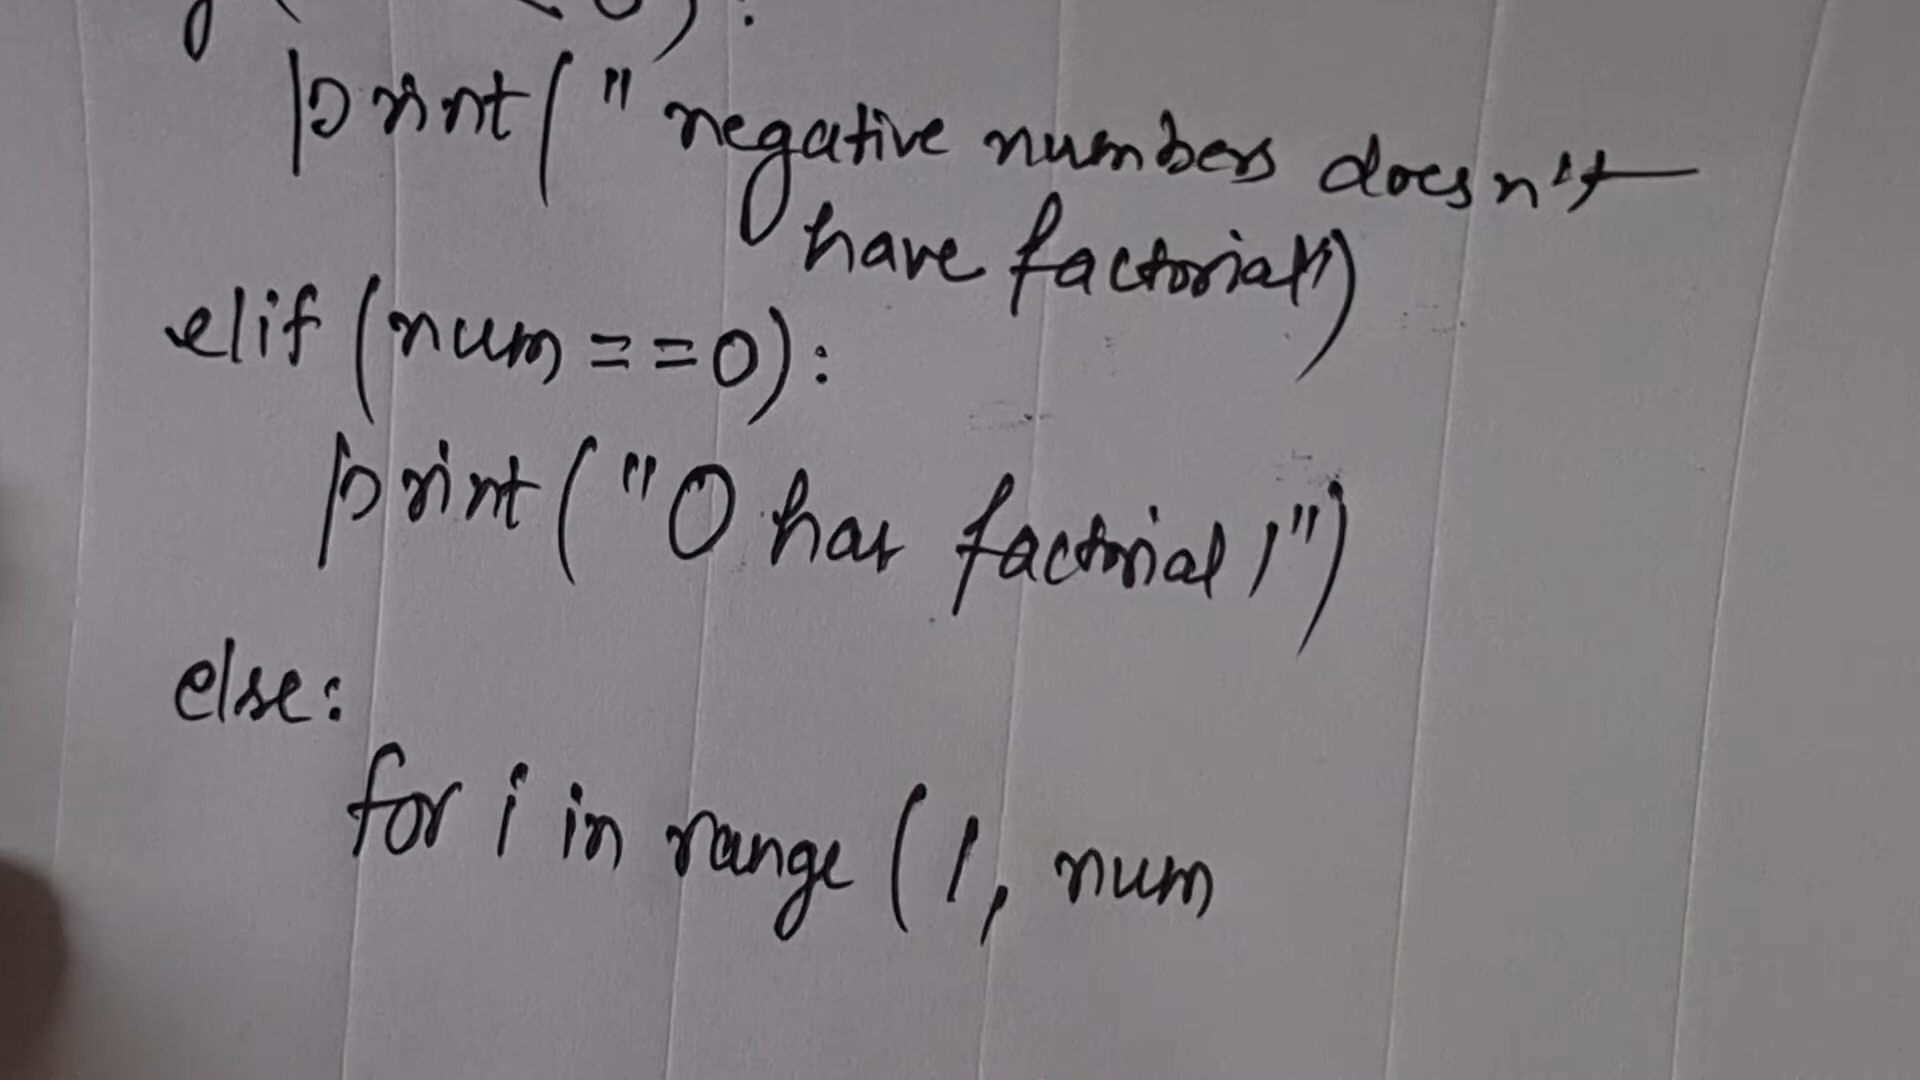 print("negative numbers doesn't
have factorial")
elif (num ==0):
print("0 has factorial 1")
else:
for i in range (1, num